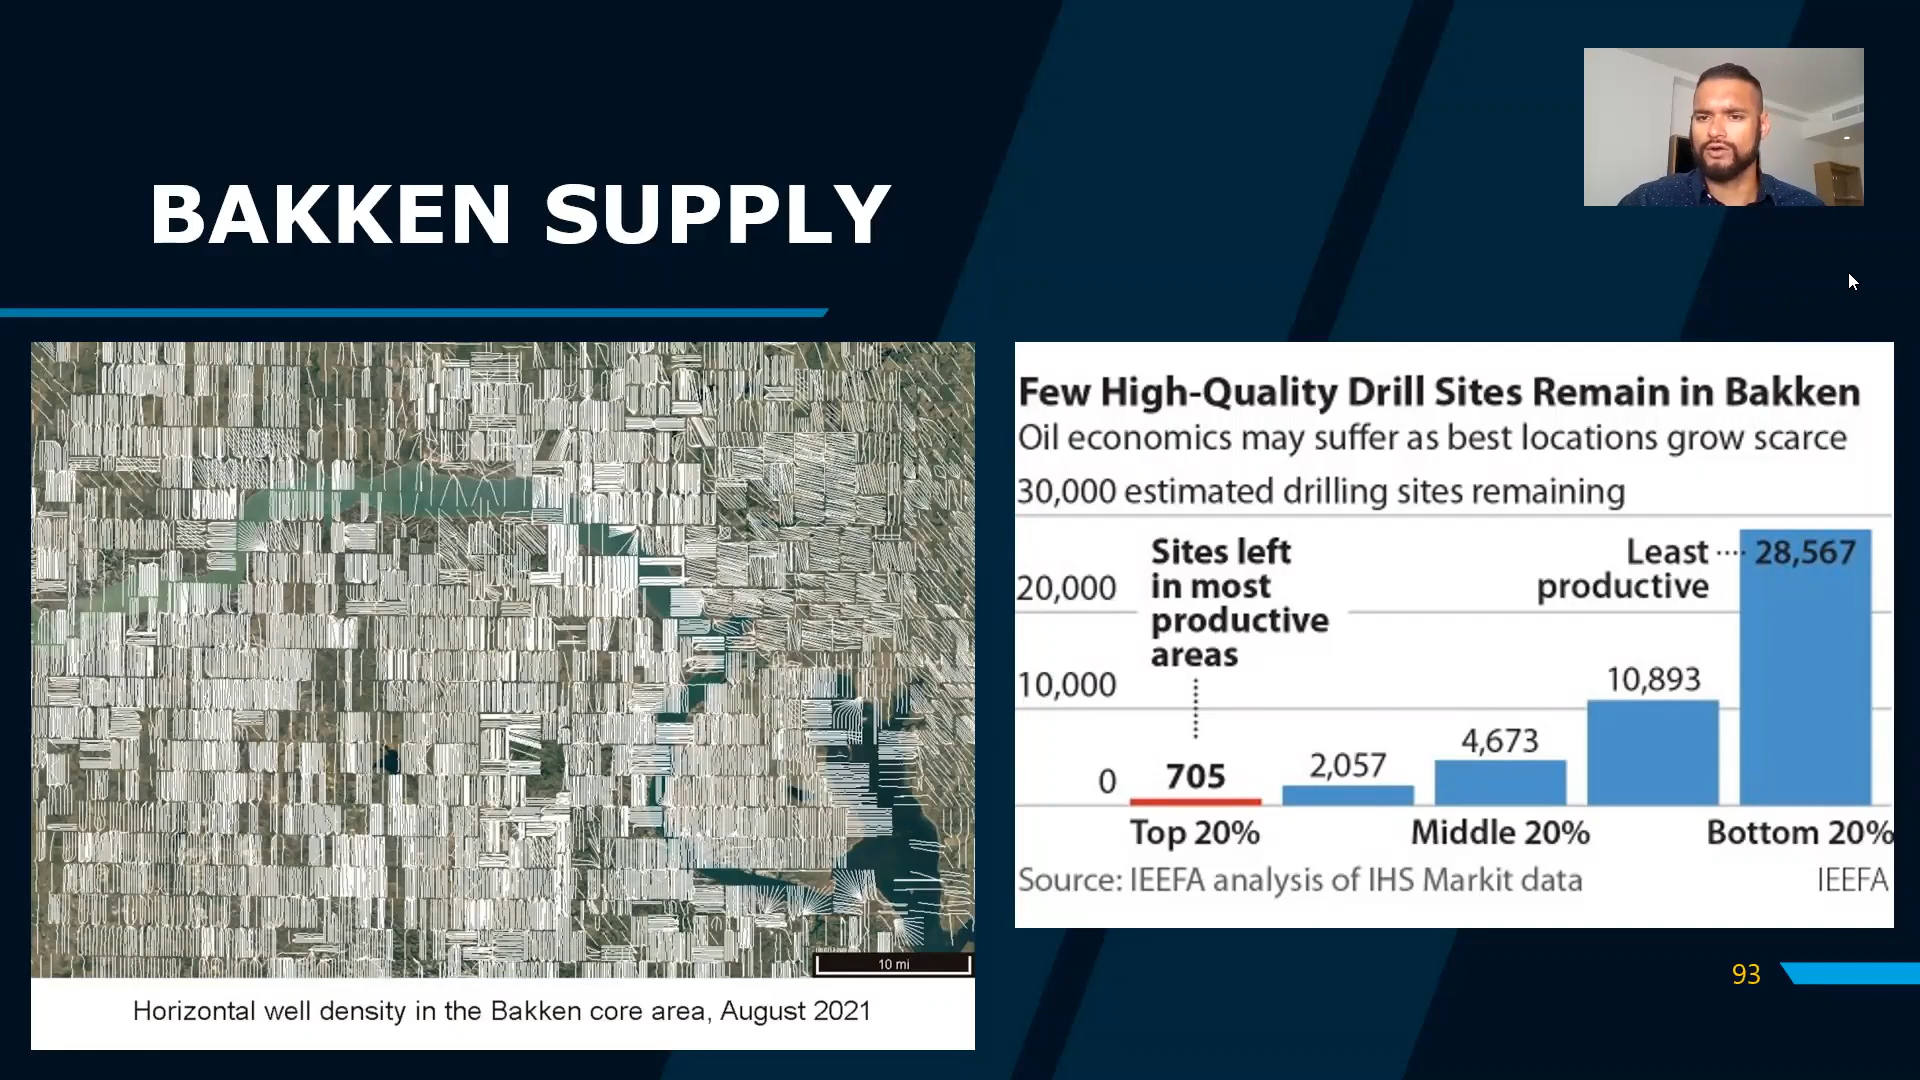 BAKKEN SUPPLY
10 mi
Horizontal well density in the Bakken core area, August 2021
Few High-Quality Drill Sites Remain in Bakken
Oil economics may suffer as best locations grow scarce
30,000 estimated drilling sites remaining
Sites left
in most
productive
areas
Least
productive
28,567
20,000
10,000
10,893
4,673
2,057
705
0
Top 20%
Middle 20%
Bottom 20%
Source: IEEFA analysis of IHS Markit data
IEEFA
93